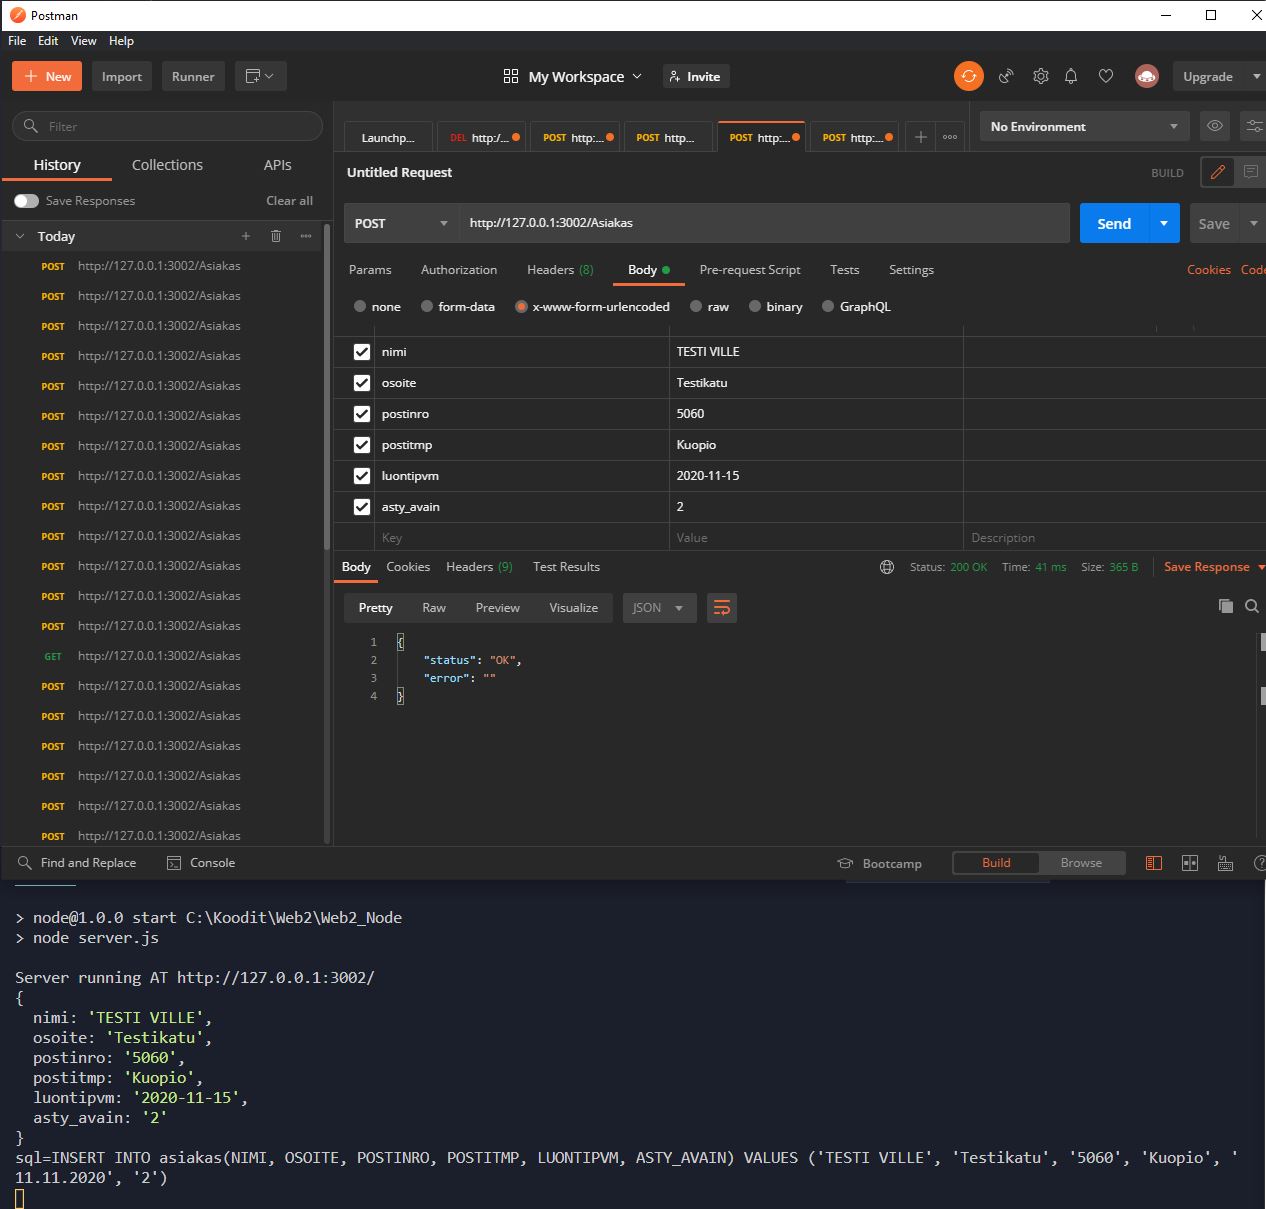 Postman
File Edit View Help
New Import Runner My Workspace Invite Upgrade
Filter
History Collections APIs
Save Responses Clear all
Today
POST http://127.0.0.1:3002/Asiakas
POST http://127.0.0.1:3002/Asiakas
POST http://127.0.0.1:3002/Asiakas
POST http://127.0.0.1:3002/Asiakas
POST http://127.0.0.1:3002/Asiakas
POST http://127.0.0.1:3002/Asiakas
POST http://127.0.0.1:3002/Asiakas
POST http://127.0.0.1:3002/Asiakas
POST http://127.0.0.1:3002/Asiakas
POST http://127.0.0.1:3002/Asiakas
POST http://127.0.0.1:3002/Asiakas
POST http://127.0.0.1:3002/Asiakas
POST http://127.0.0.1:3002/Asiakas
GET http://127.0.0.1:3002/Asiakas
POST http://127.0.0.1:3002/Asiakas
POST http://127.0.0.1:3002/Asiakas
POST http://127.0.0.1:3002/Asiakas
POST http://127.0.0.1:3002/Asiakas
POST http://127.0.0.1:3002/Asiakas
POST http://127.0.0.1:3002/Asiakas
Launchp... DEL http:/... POST http:... POST http... POST http:... POST http:... No Environment
Untitled Request BUILD
POST http://127.0.0.1:3002/Asiakas Send Save
Params Authorization Headers (8) Body Pre-request Script Tests Settings Cookies Code
none form-data x-www-form-urlencoded raw binary GraphQL
nimi TESTI VILLE
osoite Testikatu
postinro 5060
postitmp Kuopio
luontipvm 2020-11-15
asty_avain 2
Key Value Description
Body Cookies Headers (9) Test Results Status: 200 OK Time: 41 ms Size: 365 B Save Response
Pretty Raw Preview Visualize JSON
1 {
2 "status": "OK",
3 "error": ""
4 }
Find and Replace Console Bootcamp Build Browse
> node@1.0.0 start C:\Koodit\Web2\Web2_Node
> node server.js
Server running AT http://127.0.0.1:3002/
{
nimi: 'TESTI VILLE',
osoite: 'Testikatu',
postinro: '5060',
postitmp: 'Kuopio',
luontipvm: '2020-11-15',
asty_avain: '2'
}
sql=INSERT INTO asiakas(NIMI, OSOITE, POSTINRO, POSTITMP, LUONTIPVM, ASTY_AVAIN) VALUES ('TESTI VILLE', 'Testikatu', '5060', 'Kuopio', '
11.11.2020', '2')